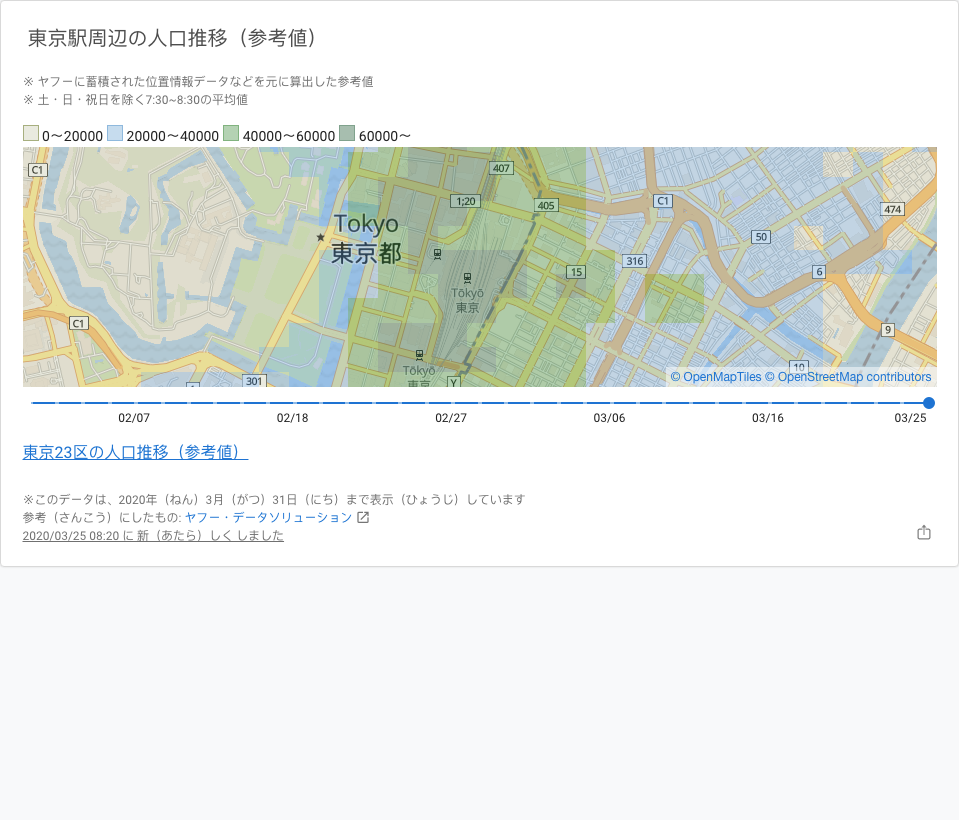 東京駅周辺の人口推移（参考値）
※ ヤフーに蓄積された位置情報データなどを元に算出した参考値
※ 土・日・祝日を除く7:30~8:30の平均値
0〜20000 20000〜40000 40000〜60000 60000〜
C1
407
1;20
405
C1
474
Tokyo
東京都
50
316
15
6
Tōkyō
東京
C1
9
10
Tōkyō
東京
301
Y
© OpenMapTiles © OpenStreetMap contributors
02/07 02/18 02/27 03/06 03/16 03/25
東京23区の人口推移（参考値）
※このデータは、2020年（ねん）3月（がつ）31日（にち）まで表示（ひょうじ）しています
参考（さんこう）にしたもの: ヤフー・データソリューション
2020/03/25 08:20 に 新（あたら）しく しました